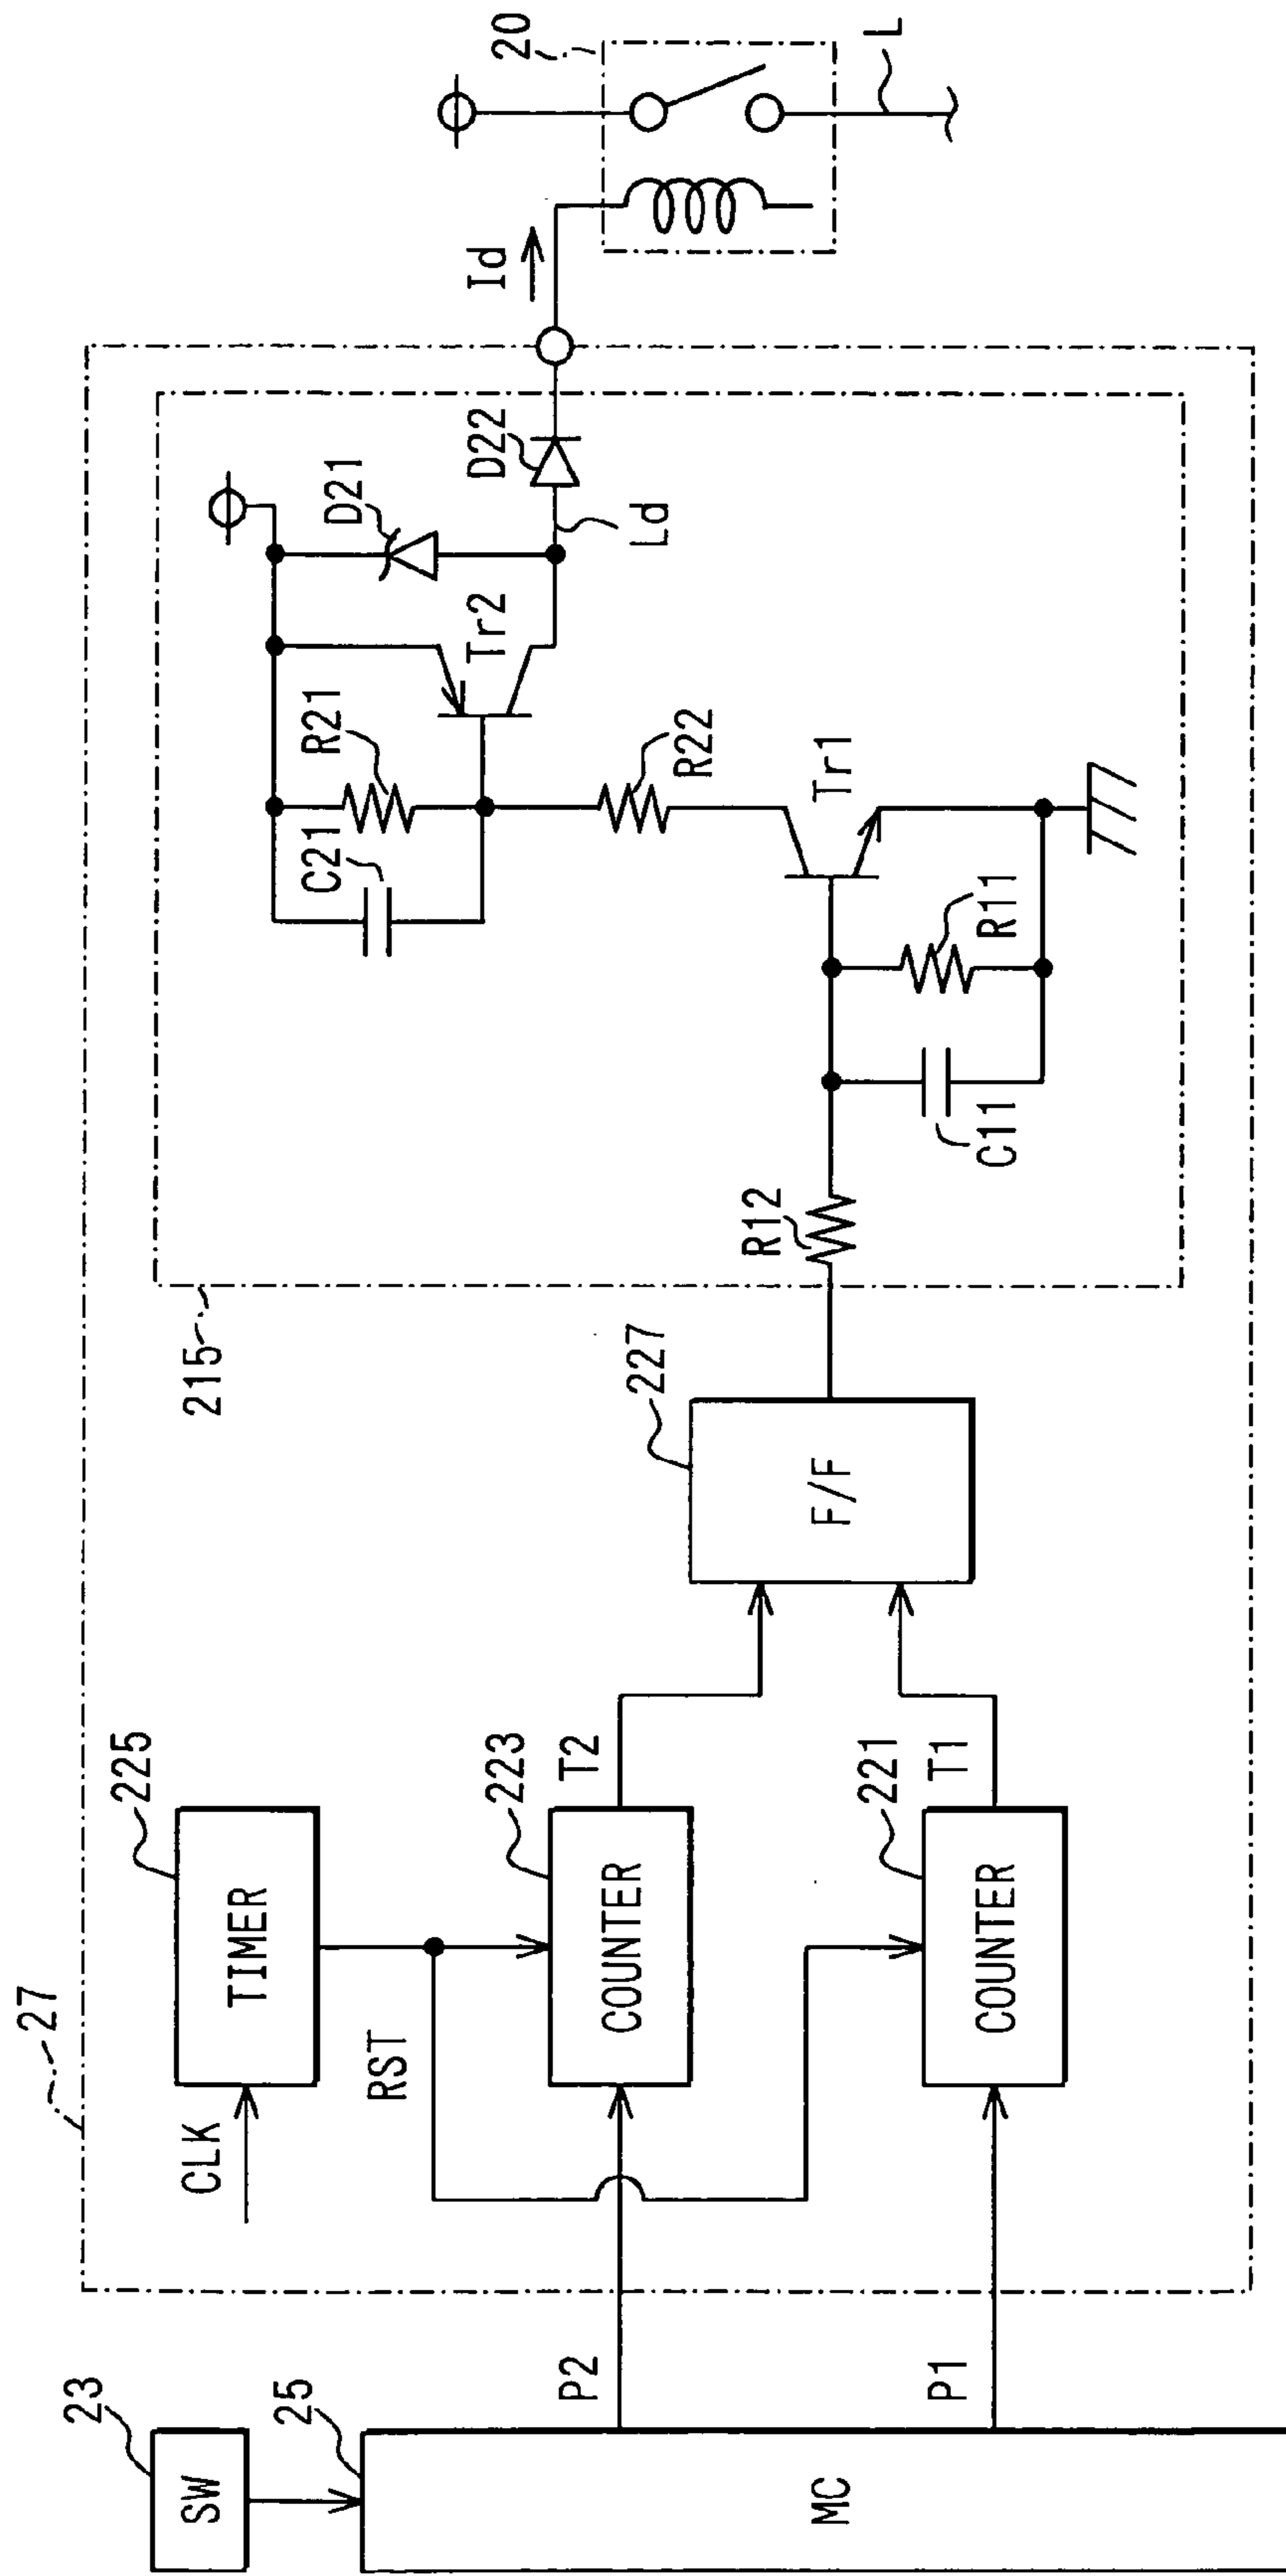 23
SW
25
MC
P2
P1
27
CLK
TIMER
225
RST
COUNTER
223
T2
COUNTER
221
T1
F/F
227
215
R12
C11
R11
Tr1
R22
C21
R21
Tr2
D21
D22
Ld
Id
20
L